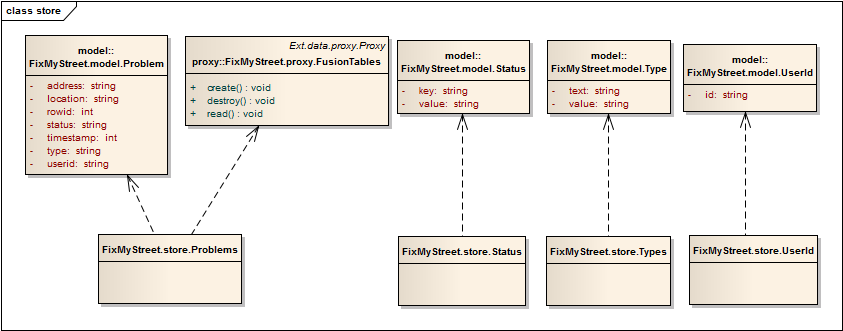 class store
model::
FixMyStreet.model.Problem
- address: string
- location: string
- rowid: int
- status: string
- timestamp: int
- type: string
- userid: string
Ext.data.proxy.Proxy
proxy::FixMyStreet.proxy.FusionTables
+ create() : void
+ destroy() : void
+ read() : void
model::
FixMyStreet.model.Status
- key: string
- value: string
model::
FixMyStreet.model.Type
- text: string
- value: string
model::
FixMyStreet.model.UserId
- id: string
FixMyStreet.store.Problems
FixMyStreet.store.Status
FixMyStreet.store.Types
FixMyStreet.store.UserId